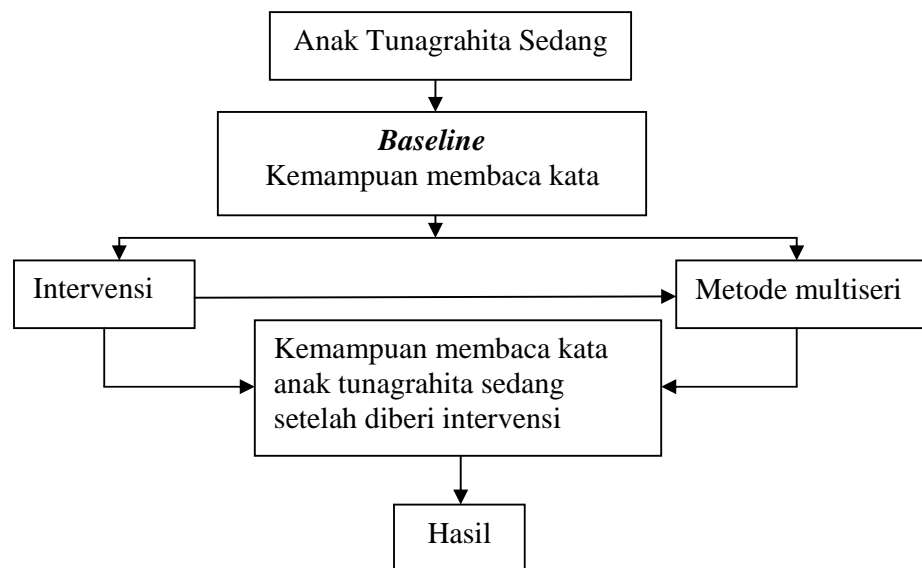 Anak Tunagrahita Sedang
Baseline
Kemampuan membaca kata
Intervensi
Metode multiseri
Kemampuan membaca kata
anak tunagrahita sedang
setelah diberi intervensi
Hasil